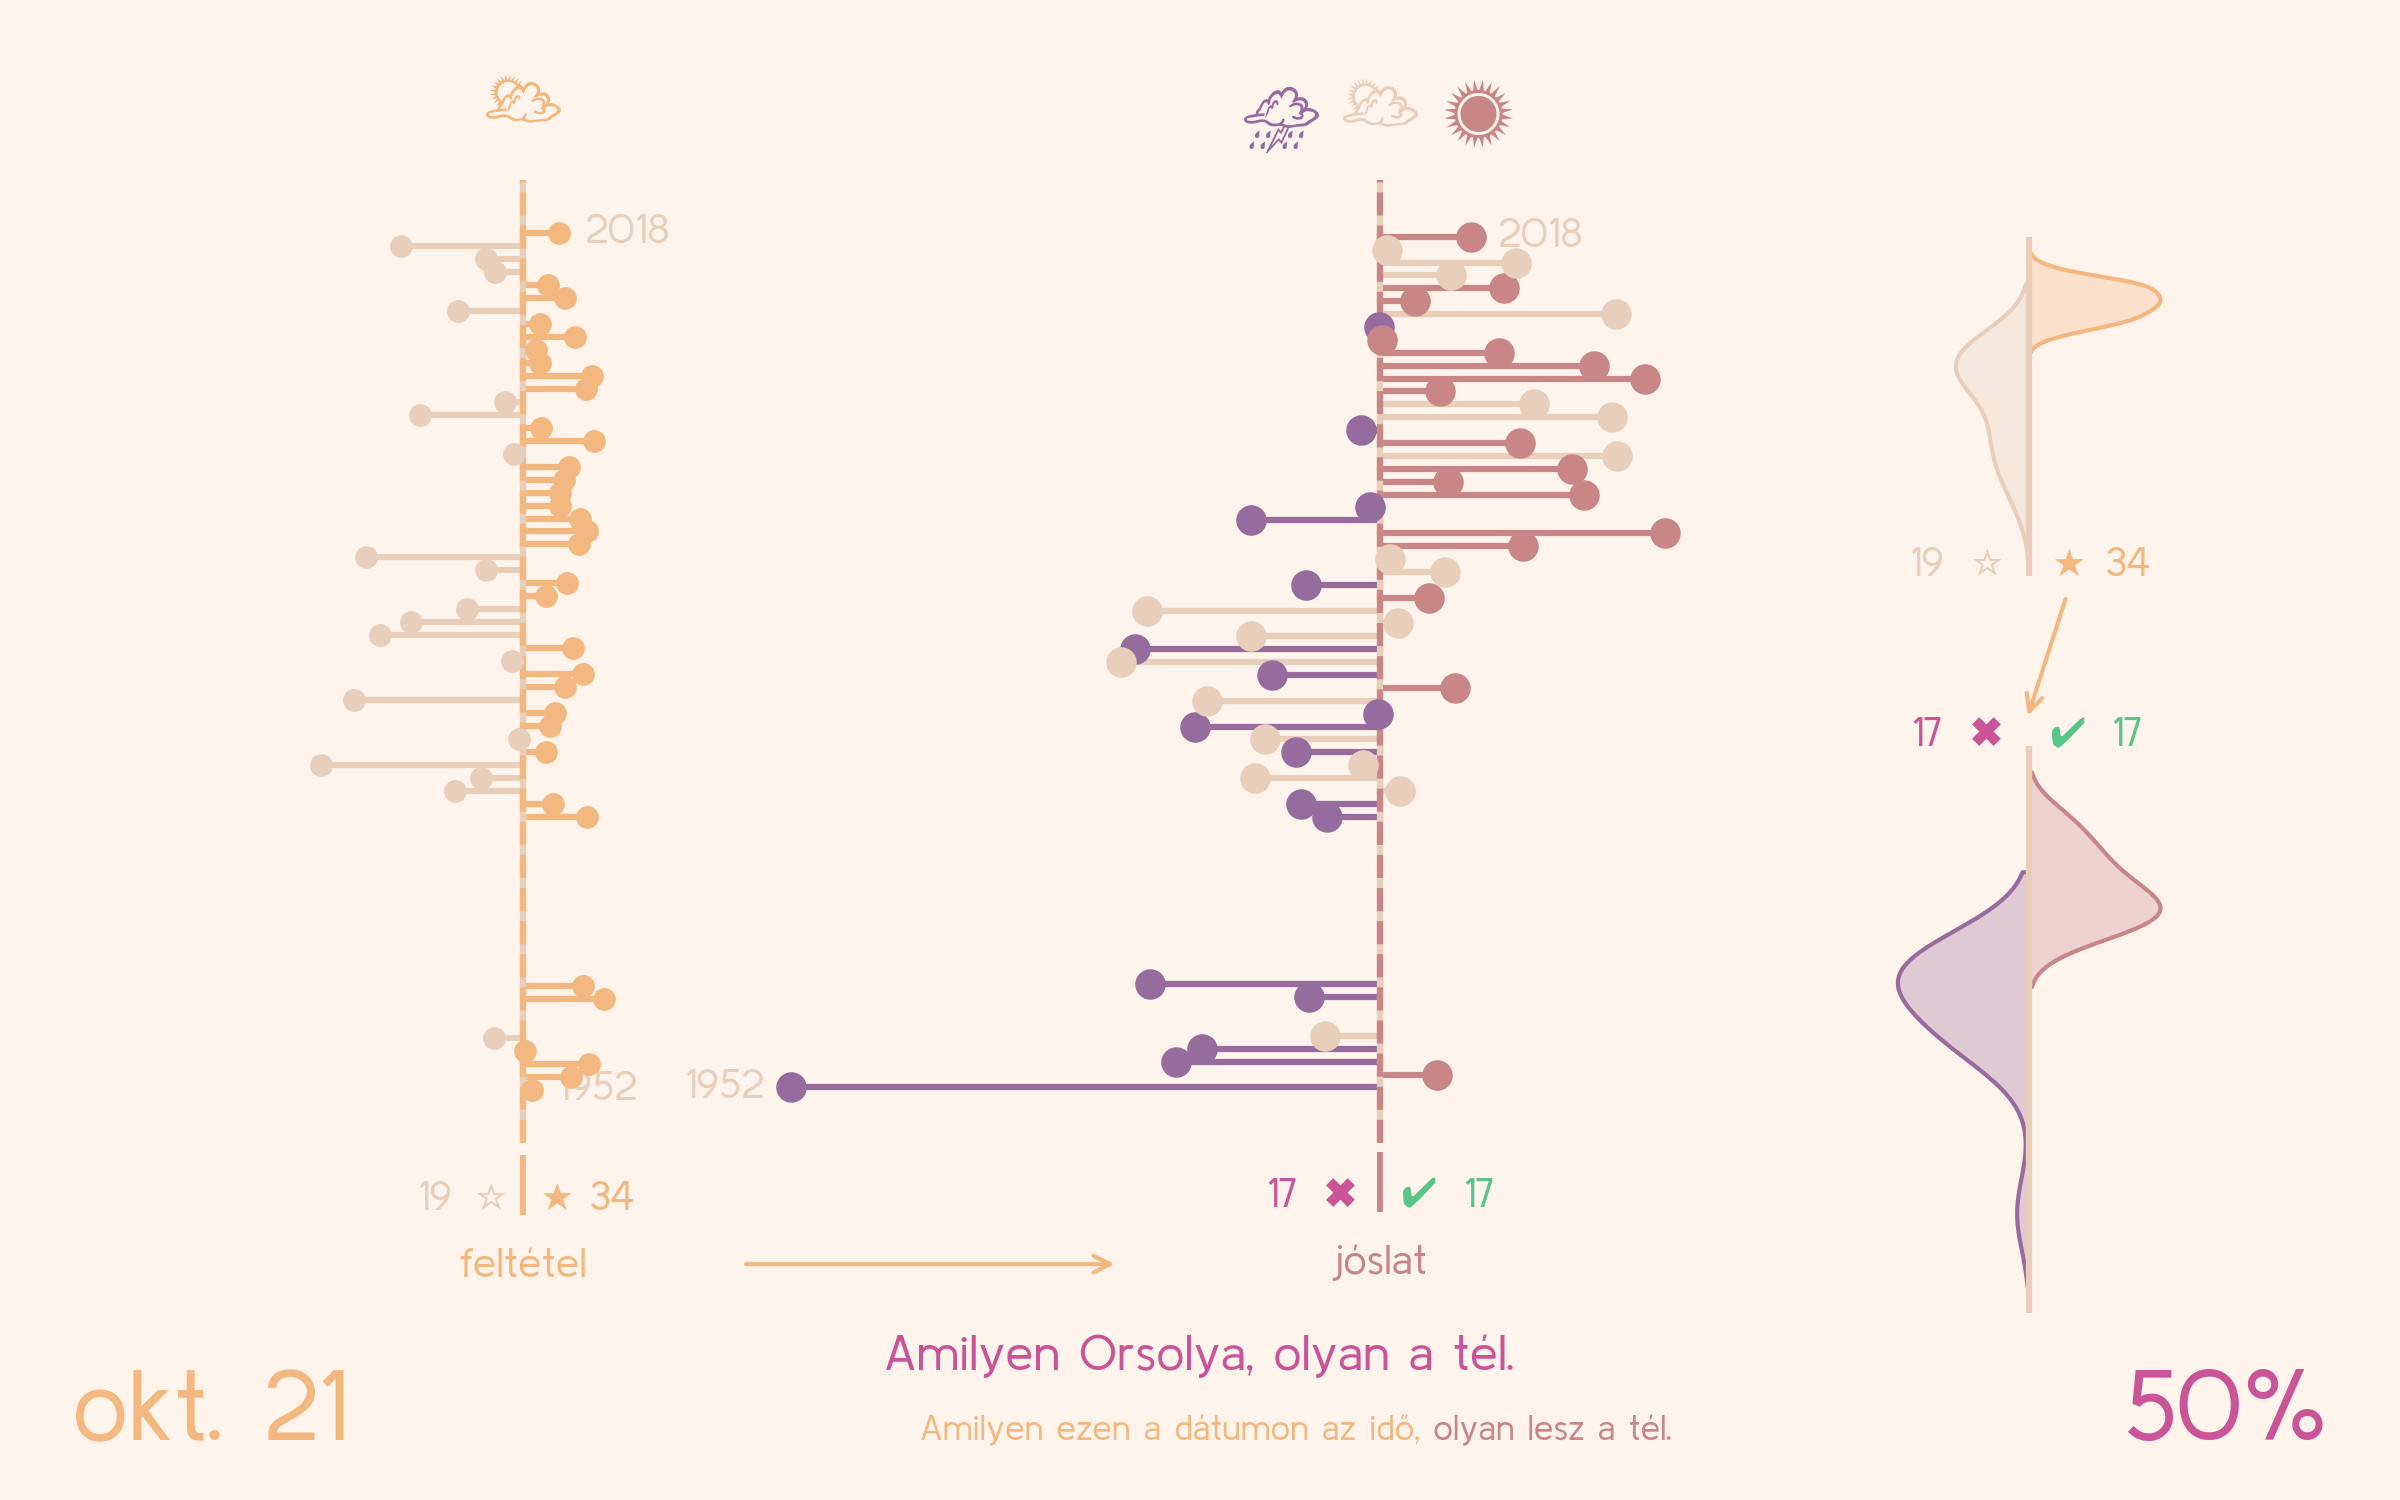 2018
2018
19 ☆ ★ 34
17 ✖ ✔ 17
1952
1952
19 ☆ ★ 34
17 ✖ ✔ 17
feltétel
jóslat
Amilyen Orsolya, olyan a tél.
okt. 21
50%
Amilyen ezen a dátumon az idő, olyan lesz a tél.